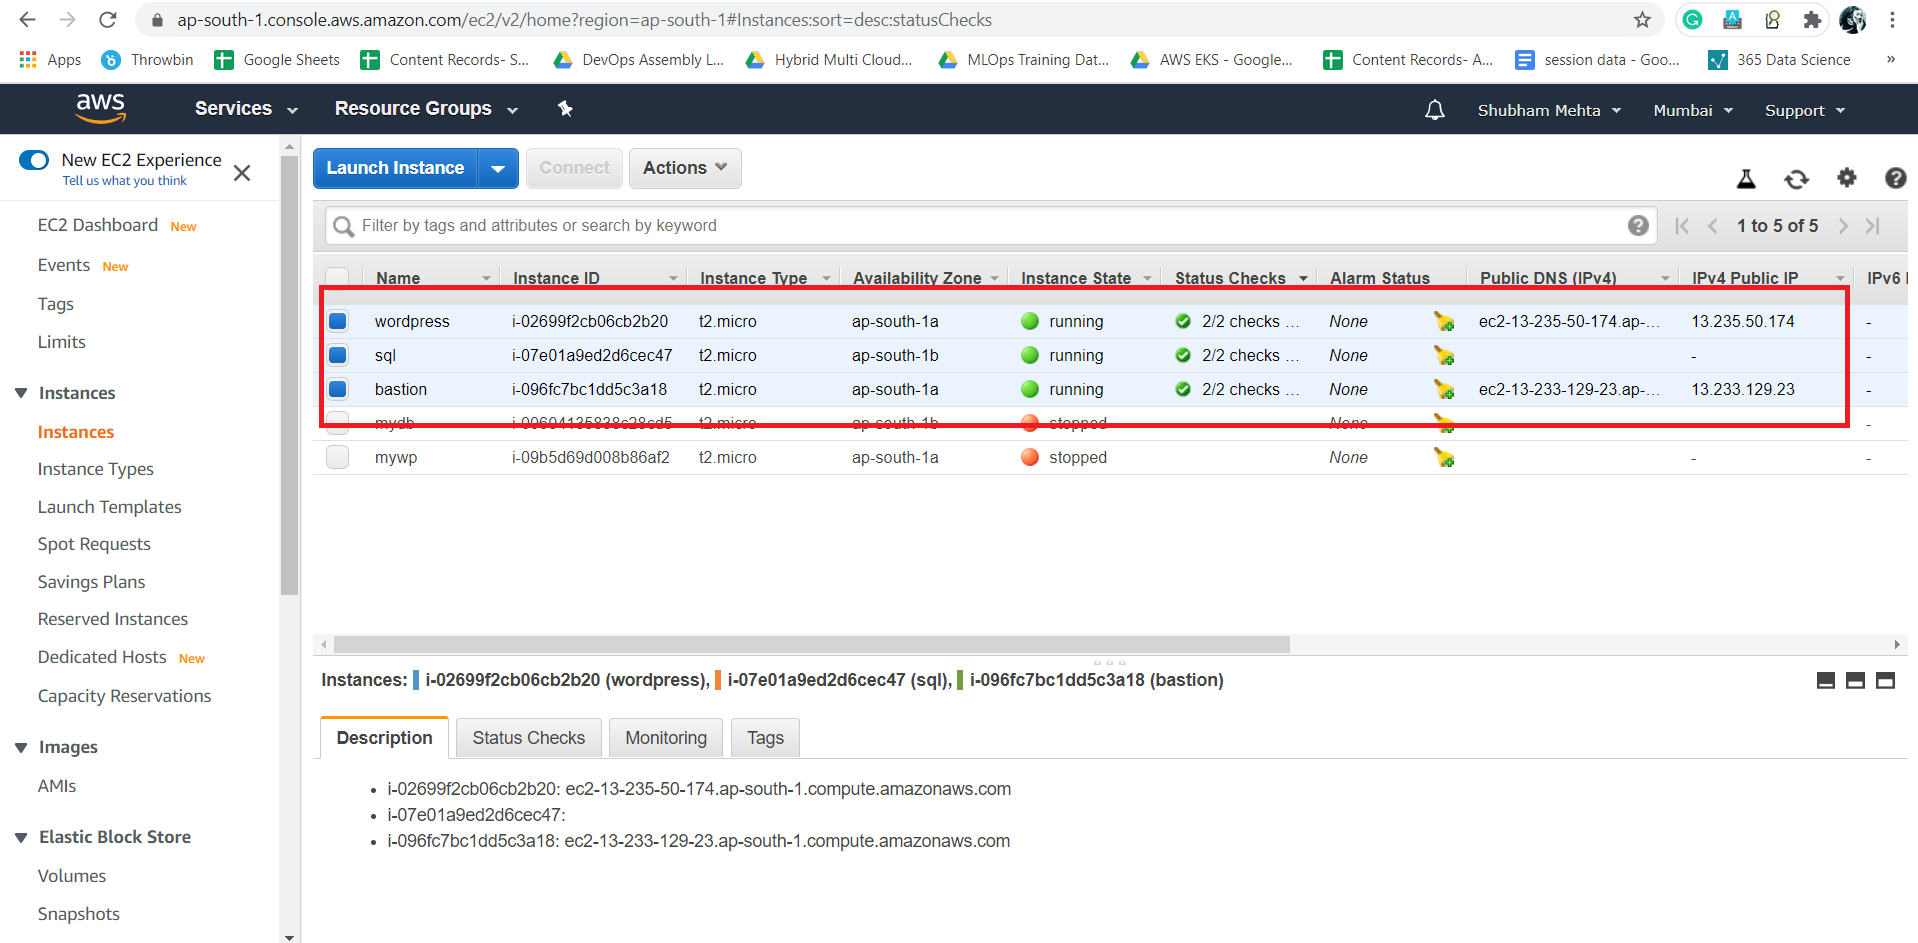 ap-south-1.console.aws.amazon.com/ec2/v2/home?region=ap-south-1#Instances:sort=desc:statusChecks
Apps Throwbin Google Sheets Content Records- S... DevOps Assembly L... Hybrid Multi Cloud... MLOps Training Dat... AWS EKS - Google... Content Records- A... session data - Goo... 365 Data Science »
aws Services Resource Groups Shubham Mehta Mumbai Support
New EC2 Experience
Tell us what you think
EC2 Dashboard New
Events New
Tags
Limits
Instances
Instances
Instance Types
Launch Templates
Spot Requests
Savings Plans
Reserved Instances
Dedicated Hosts New
Capacity Reservations
Images
AMIs
Elastic Block Store
Volumes
Snapshots
Launch Instance Connect Actions
Filter by tags and attributes or search by keyword 1 to 5 of 5
Name Instance ID Instance Type Availability Zone Instance State Status Checks Alarm Status Public DNS (IPv4) IPv4 Public IP IPv6
wordpress i-02699f2cb06cb2b20 t2.micro ap-south-1a running 2/2 checks ... None ec2-13-235-50-174.ap-... 13.235.50.174 -
sql i-07e01a9ed2d6cec47 t2.micro ap-south-1b running 2/2 checks ... None - -
bastion i-096fc7bc1dd5c3a18 t2.micro ap-south-1a running 2/2 checks ... None ec2-13-233-129-23.ap-... 13.233.129.23 -
mydb t2.micro ap-south-1b stopped None -
mywp i-09b5d69d008b86af2 t2.micro ap-south-1a stopped None - -
Instances: i-02699f2cb06cb2b20 (wordpress), i-07e01a9ed2d6cec47 (sql), i-096fc7bc1dd5c3a18 (bastion)
Description Status Checks Monitoring Tags
• i-02699f2cb06cb2b20: ec2-13-235-50-174.ap-south-1.compute.amazonaws.com
• i-07e01a9ed2d6cec47:
• i-096fc7bc1dd5c3a18: ec2-13-233-129-23.ap-south-1.compute.amazonaws.com